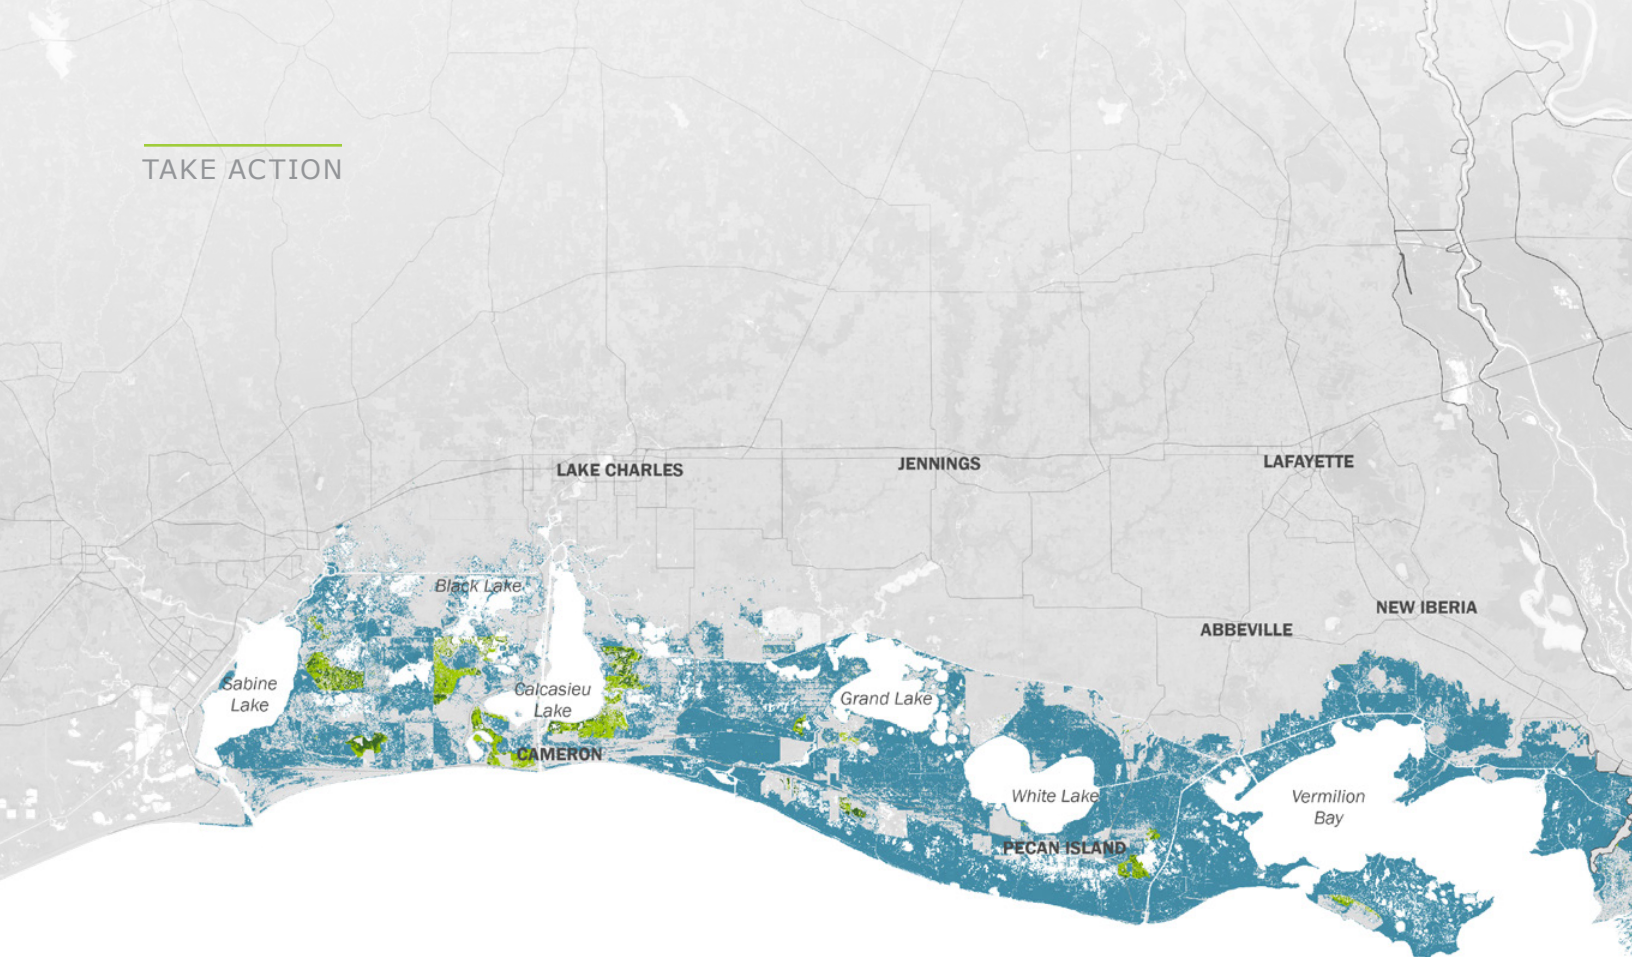 TAKE ACTION
LAKE CHARLES
JENNINGS
LAFAYETTE
Black Lake
NEW IBERIA
ABBEVILLE
Sabine
Lake
Calcasieu
Lake
Grand Lake
CAMERON
White Lake
Vermilion
Bay
PECAN ISLAND